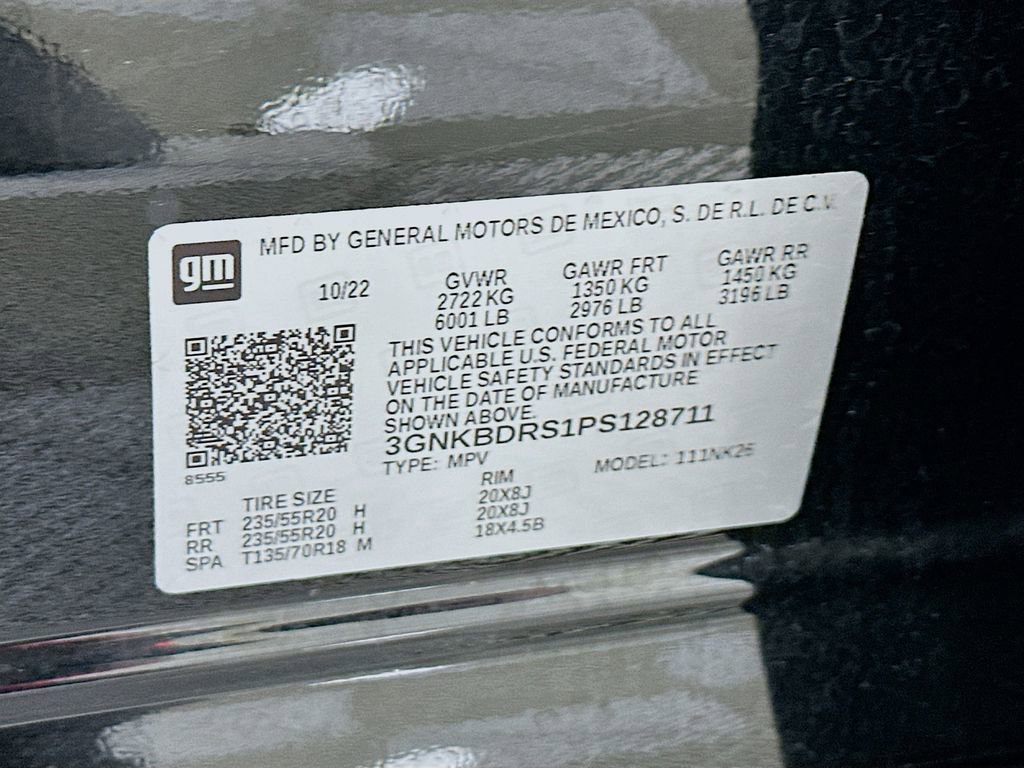 gm MFD BY GENERAL MOTORS DE MEXICO, S. DE R.L. DE C.V.
10/22 GVWR GAWR FRT GAWR RR
2722 KG 1350 KG 1450 KG
6001 LB 2976 LB 3196 LB
THIS VEHICLE CONFORMS TO ALL
APPLICABLE U.S. FEDERAL MOTOR
VEHICLE SAFETY STANDARDS IN EFFECT
ON THE DATE OF MANUFACTURE
SHOWN ABOVE.
3GNKBDRS1PS128711
8555 TYPE: MPV MODEL: 111NK26
TIRE SIZE RIM
FRT 235/55R20 H 20X8J
RR 235/55R20 H 20X8J
SPA T135/70R18 M 18X4.5B